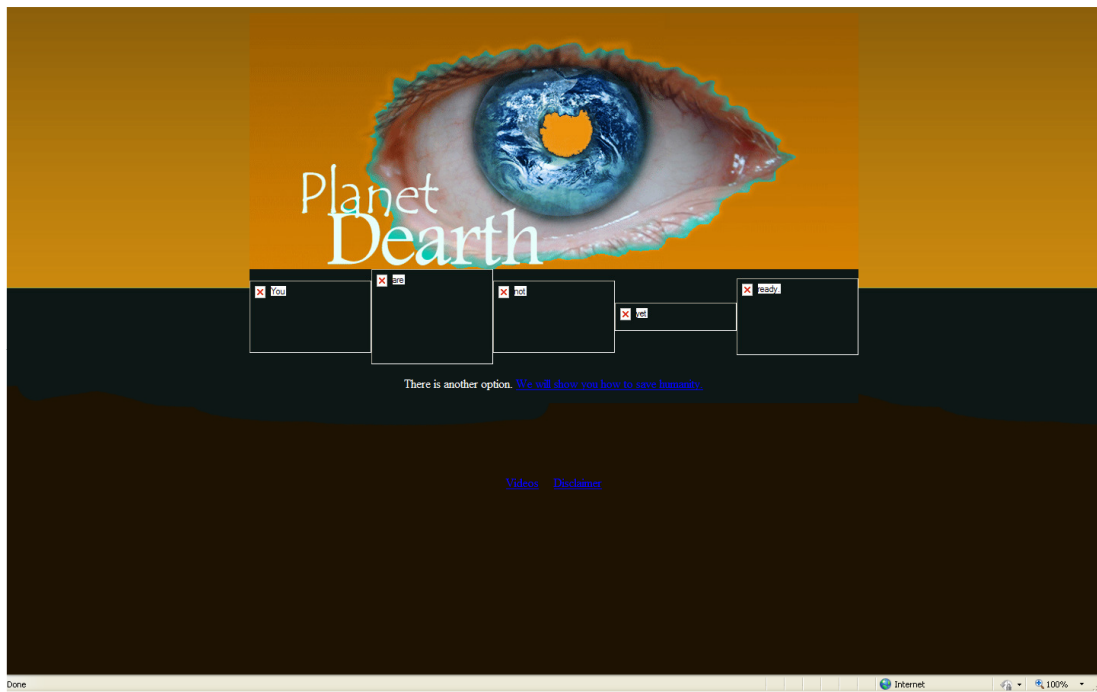 Planet
Dearth
You are not yet ready.
There is another option. We will show you how to save humanity.
Videos Disclaimer
Done Internet 100%